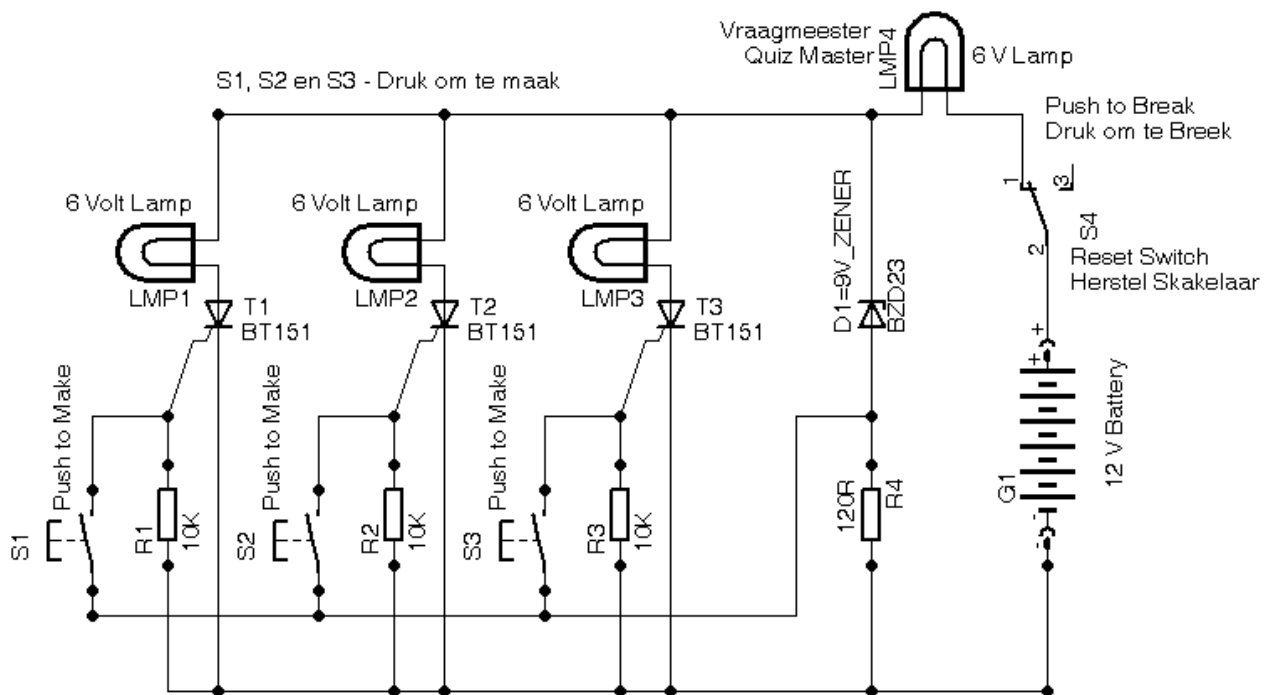 Vraagmeester
Quiz Master
LMP4
6 V Lamp
S1, S2 en S3 - Druk om te maak
Push to Break
Druk om te Breek
1
3
2
S4
Reset Switch
Herstel Skakelaar
6 Volt Lamp
6 Volt Lamp
6 Volt Lamp
LMP1
LMP2
LMP3
T1
BT151
T2
BT151
T3
BT151
D1=9V_ZENER
BZD23
+
+
12 V Battery
G1
-
-
Push to Make
Push to Make
Push to Make
S1
R1
10K
S2
R2
10K
S3
R3
10K
120R
R4